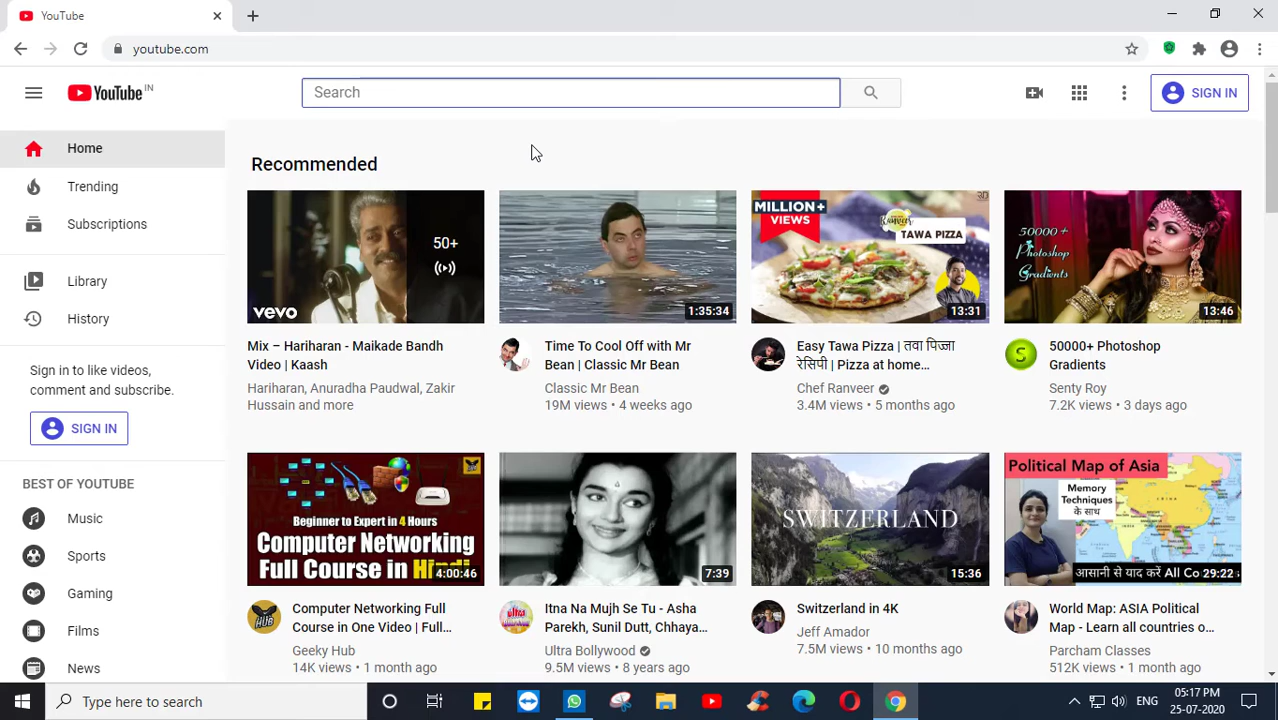 YouTube
youtube.com
YouTube IN
Search
SIGN IN
Home
Trending
Subscriptions
Library
History
Sign in to like videos,
comment and subscribe.
SIGN IN
BEST OF YOUTUBE
Music
Sports
Gaming
Films
News
Recommended
50+
vevo
Mix – Hariharan - Maikade Bandh
Video | Kaash
Hariharan, Anuradha Paudwal, Zakir
Hussain and more
1:35:34
Time To Cool Off with Mr
Bean | Classic Mr Bean
Classic Mr Bean
19M views • 4 weeks ago
MILLION+
VIEWS
Ranveer
TAWA PIZZA
13:31
Easy Tawa Pizza | तवा पिज़्ज़ा
रेसिपी | Pizza at home...
Chef Ranveer
3.4M views • 5 months ago
50000+
Photoshop
Gradients
13:46
50000+ Photoshop
Gradients
Senty Roy
7.2K views • 3 days ago
Beginner to Expert in 4 Hours
Computer Networking
Full Course in Hindi
4:00:46
HUB
Computer Networking Full
Course in One Video | Full...
Geeky Hub
14K views • 1 month ago
7:39
ultra
Itna Na Mujh Se Tu - Asha
Parekh, Sunil Dutt, Chhaya...
Ultra Bollywood
9.5M views • 8 years ago
SWITZERLAND
15:36
Switzerland in 4K
Jeff Amador
7.5M views • 10 months ago
Political Map of Asia
Memory
Techniques
के साथ
आसानी से याद करें All Co
29:22
World Map: ASIA Political
Map - Learn all countries o...
Parcham Classes
512K views • 1 month ago
Type here to search
ENG
05:17 PM
25-07-2020